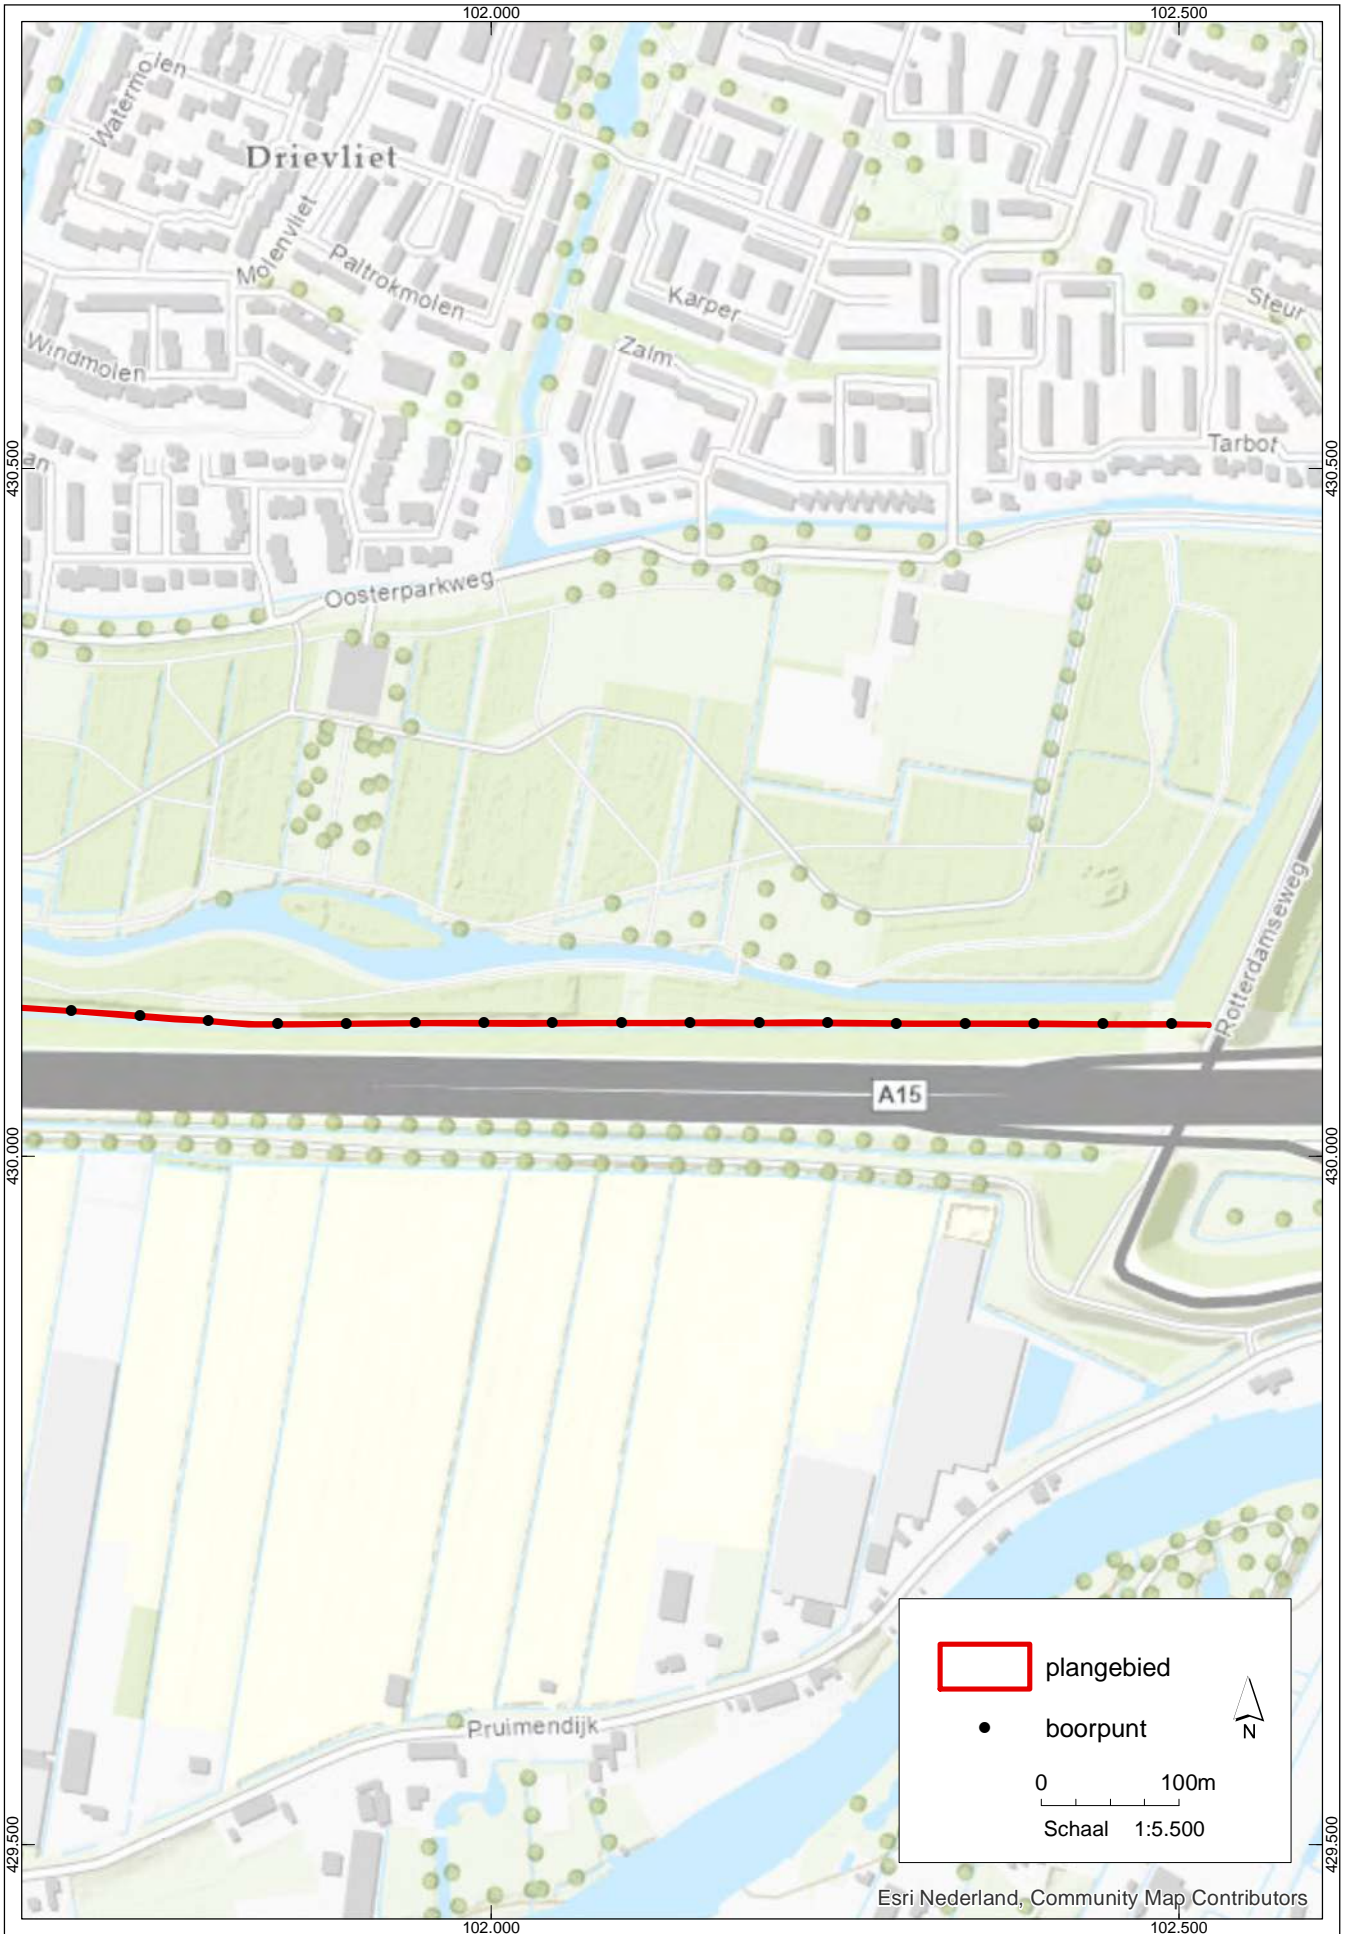 102.000
102.500
Watermolen
Drievliet
Molenvliet
Paltrokmolen
Karper
Steur
Windmolen
Zalm
Tarbot
an
430.500
430.500
Oosterparkweg
Rotterdamseweg
A15
430.000
430.000
plangebied
boorpunt
N
0 100m
Schaal 1:5.500
Pruimendijk
429.500
429.500
Esri Nederland, Community Map Contributors
102.000
102.500